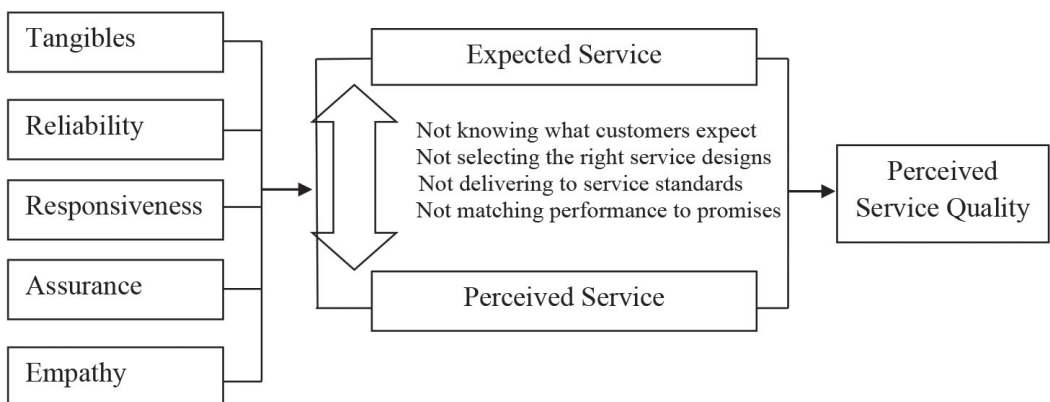 Tangibles
Reliability
Responsiveness
Assurance
Empathy
Expected Service
Not knowing what customers expect
Not selecting the right service designs
Not delivering to service standards
Not matching performance to promises
Perceived Service
Perceived
Service Quality